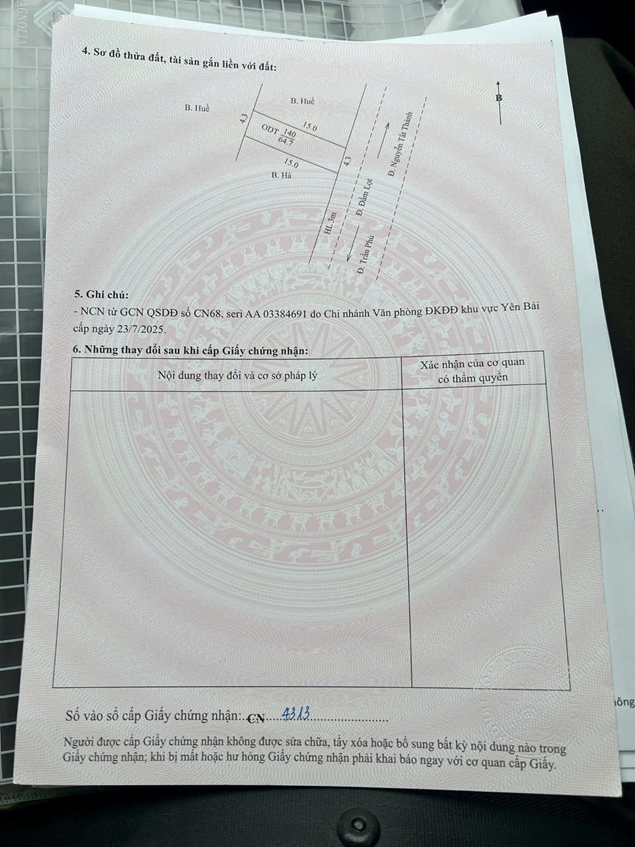 4. Sơ đồ thửa đất, tài sản gắn liền với đất:
B. Huề
B. Huề
B
4.3
15.0
ODT 140
64.7
15.0
4.3
B. Hà
HL 3m
Đ. Đầm Lọt
Đ. Nguyễn Tất Thành
Đ. Trần Phú
5. Ghi chú:
- NCN từ GCN QSDĐ số CN68, seri AA 03384691 do Chi nhánh Văn phòng ĐKĐĐ khu vực Yên Bái
cấp ngày 23/7/2025.
6. Những thay đổi sau khi cấp Giấy chứng nhận:
Nội dung thay đổi và cơ sở pháp lý
Xác nhận của cơ quan
có thẩm quyền
Số vào sổ cấp Giấy chứng nhận: CN 4313
Người được cấp Giấy chứng nhận không được sửa chữa, tẩy xóa hoặc bổ sung bất kỳ nội dung nào trong
Giấy chứng nhận; khi bị mất hoặc hư hỏng Giấy chứng nhận phải khai báo ngay với cơ quan cấp Giấy.